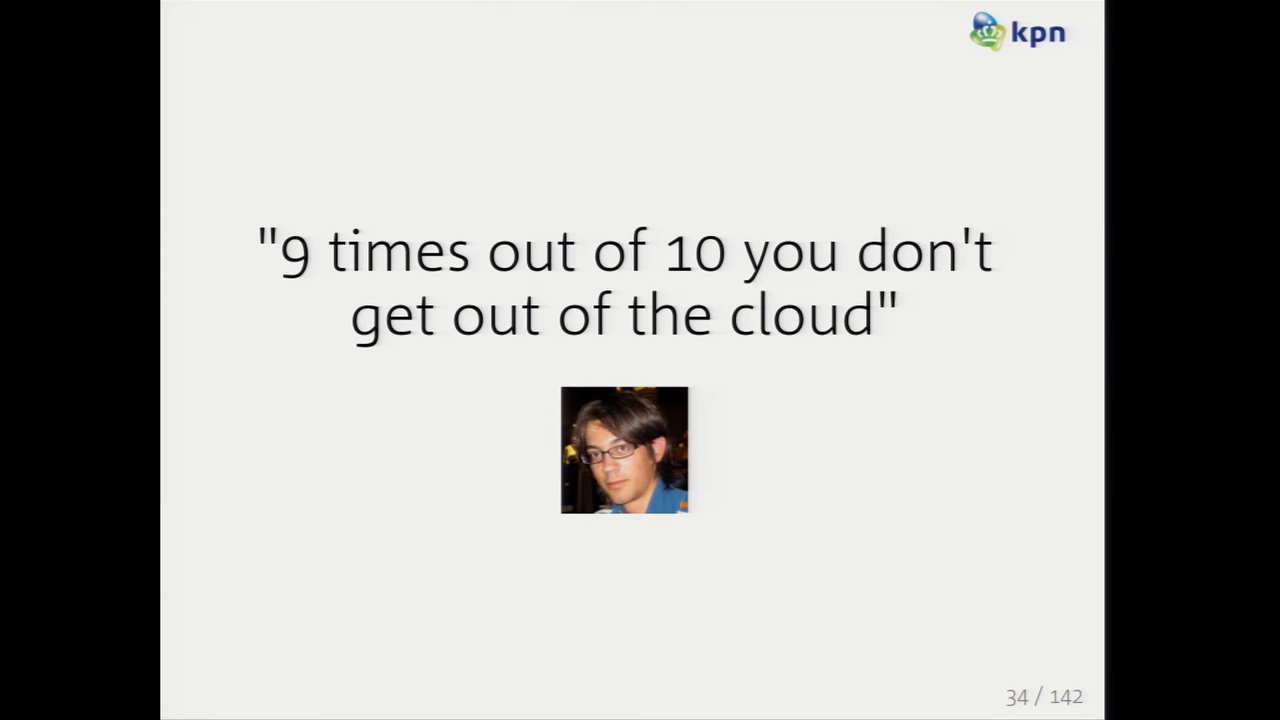 kpn
"9 times out of 10 you don't
get out of the cloud"
34 / 142